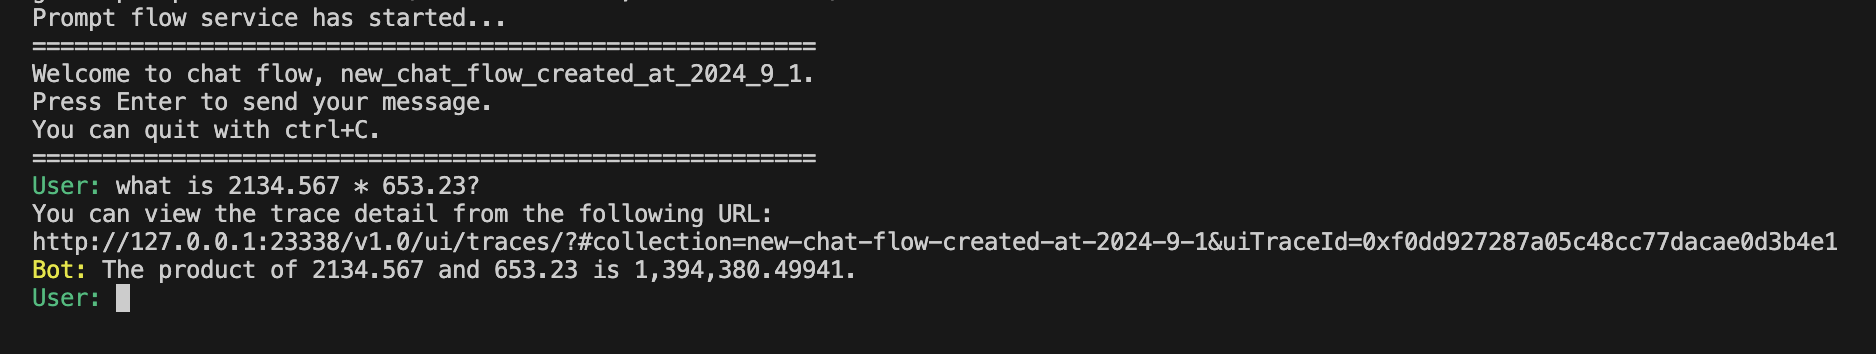 Prompt flow service has started...
========================================================
Welcome to chat flow, new_chat_flow_created_at_2024_9_1.
Press Enter to send your message.
You can quit with ctrl+C.
========================================================
User: what is 2134.567 * 653.23?
You can view the trace detail from the following URL:
http://127.0.0.1:23338/v1.0/ui/traces/?#collection=new-chat-flow-created-at-2024-9-1&uiTraceId=0xf0dd927287a05c48cc77dacae0d3b4e1
Bot: The product of 2134.567 and 653.23 is 1,394,380.49941.
User: